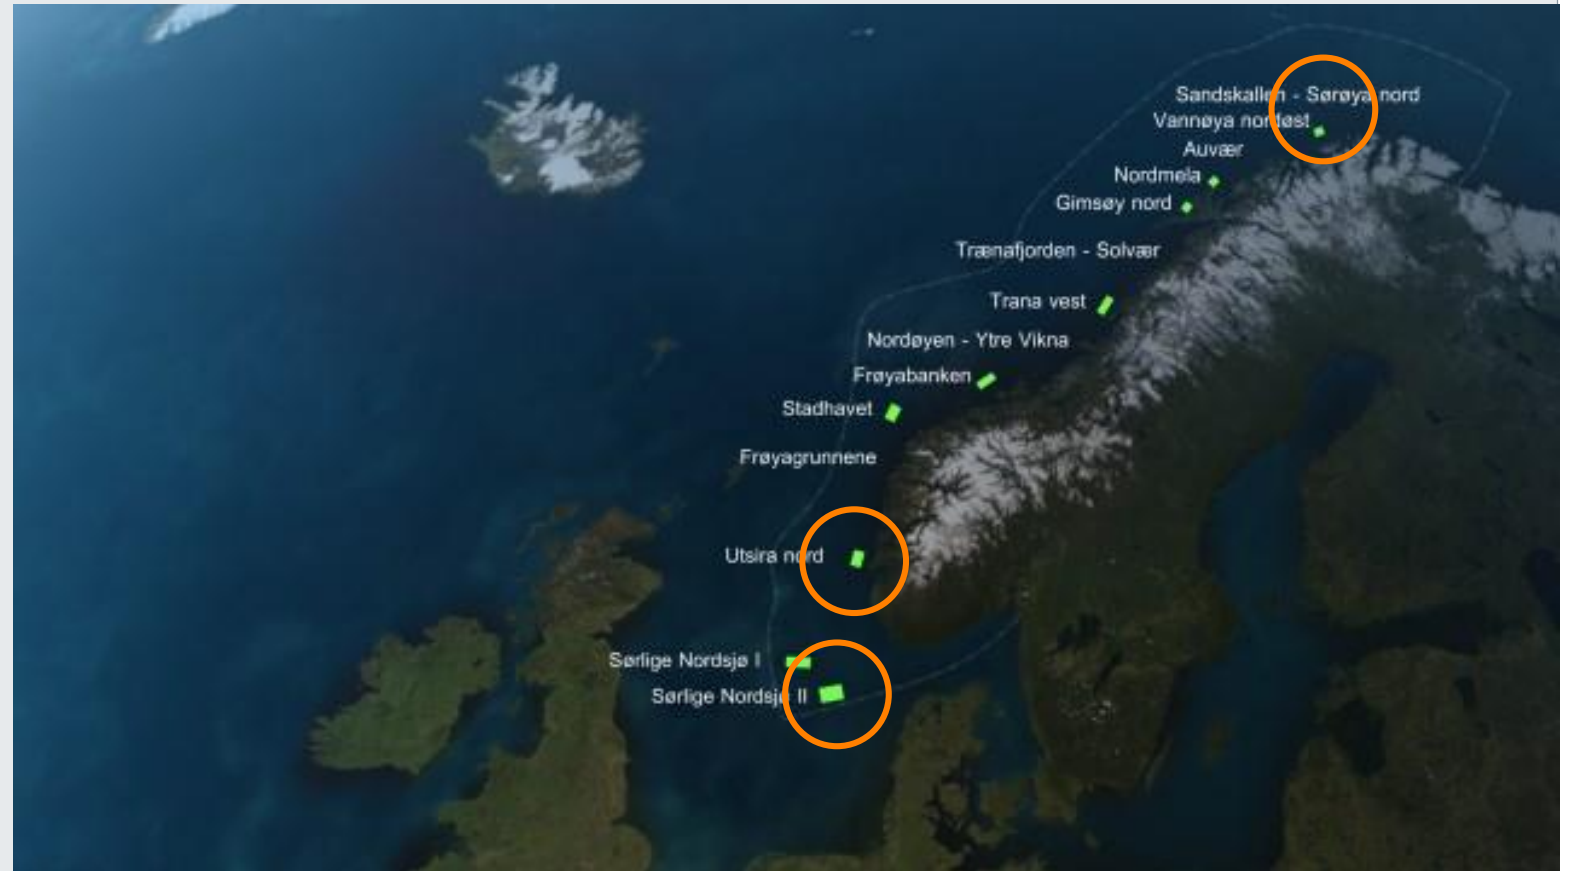 Sandskallen - Sørøya nord
Vannøya nordøst
Auvær
Nordmela
Gimsøy nord
Trænafjorden - Solvær
Trana vest
Nordøyen - Ytre Vikna
Frøyabanken
Stadhavet
Frøyagrunnene
Utsira nord
Sørlige Nordsjø I
Sørlige Nordsjø II